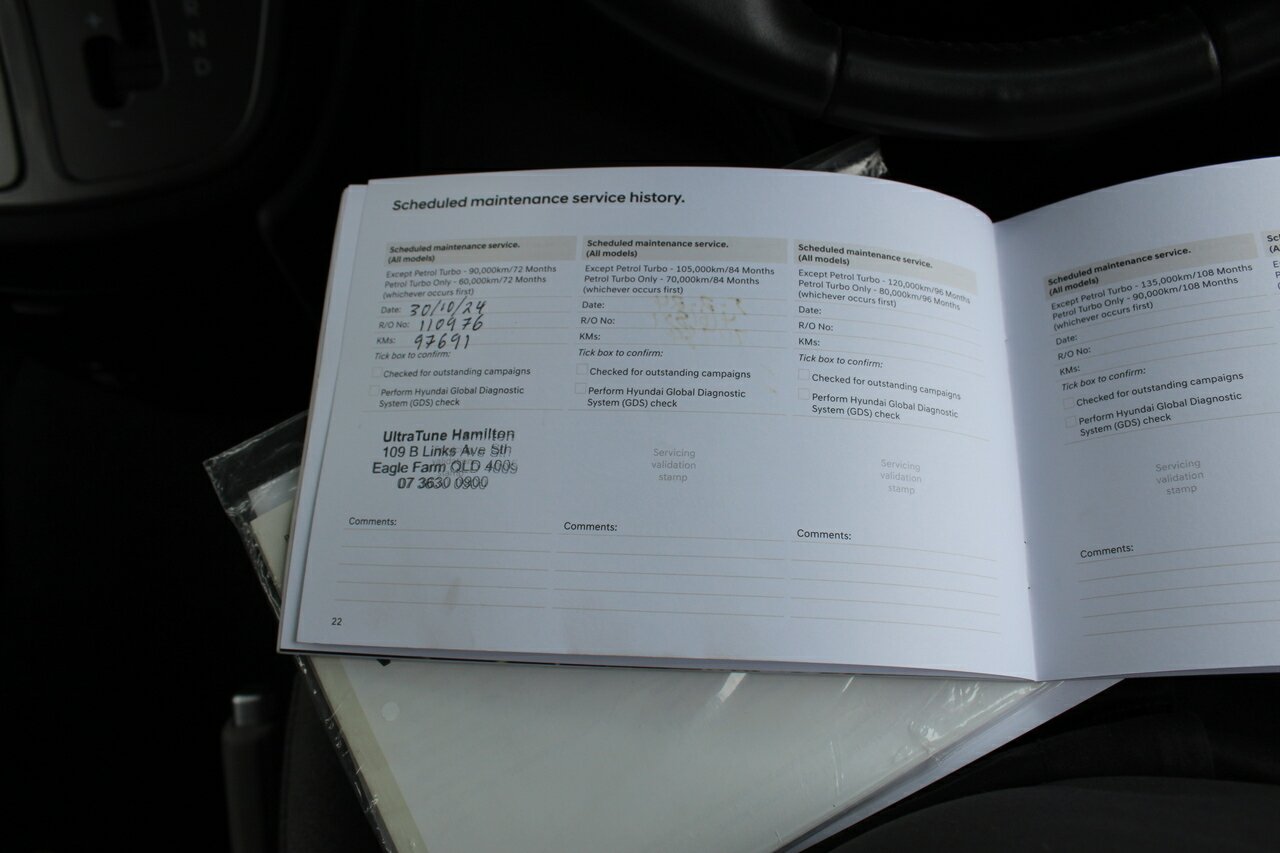 +
R
N
D
-
Scheduled maintenance service history.
Scheduled maintenance service.
(All models)
Except Petrol Turbo - 90,000km/72 Months
Petrol Turbo Only - 60,000km/72 Months
(whichever occurs first)
Date: 30/10/24
R/O No: 110976
KMs: 97691
Tick box to confirm:
Checked for outstanding campaigns
Perform Hyundai Global Diagnostic
System (GDS) check
UltraTune Hamilton
109 B Links Ave Sth
Eagle Farm QLD 4009
07 3630 0900
Comments:
22
Scheduled maintenance service.
(All models)
Except Petrol Turbo - 105,000km/84 Months
Petrol Turbo Only - 70,000km/84 Months
(whichever occurs first)
Date:
R/O No:
KMs:
Tick box to confirm:
Checked for outstanding campaigns
Perform Hyundai Global Diagnostic
System (GDS) check
Servicing
validation
stamp
Comments:
Scheduled maintenance service.
(All models)
Except Petrol Turbo - 120,000km/96 Months
Petrol Turbo Only - 80,000km/96 Months
(whichever occurs first)
Date:
R/O No:
KMs:
Tick box to confirm:
Checked for outstanding campaigns
Perform Hyundai Global Diagnostic
System (GDS) check
Servicing
validation
stamp
Comments:
Scheduled maintenance service.
(All models)
Except Petrol Turbo - 135,000km/108 Months
Petrol Turbo Only - 90,000km/108 Months
(whichever occurs first)
Date:
R/O No:
KMs:
Tick box to confirm:
Checked for outstanding campaigns
Perform Hyundai Global Diagnostic
System (GDS) check
Servicing
validation
stamp
Comments: